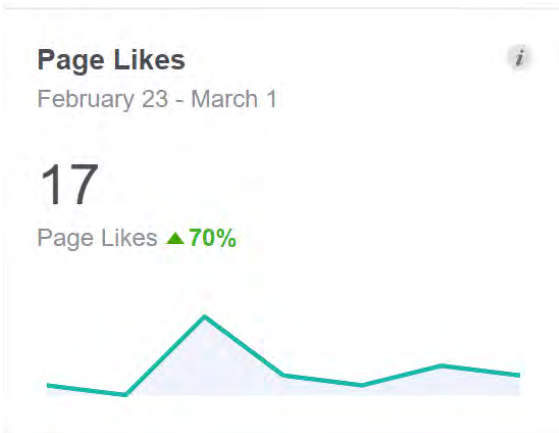 Page Likes
i
February 23 - March 1
17
Page Likes ▲ 70%